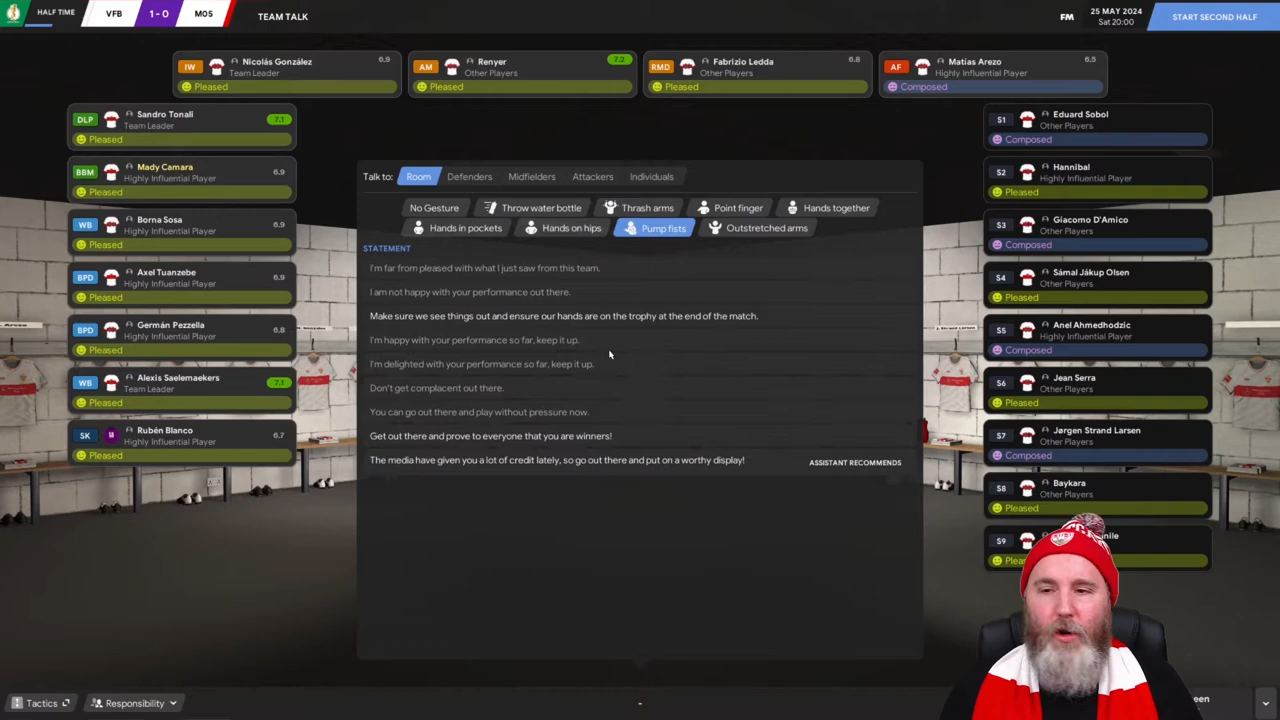 HALF TIME
VFB 1 - 0 M05
TEAM TALK
FM
25 MAY 2024
Sat 20:00
START SECOND HALF
IW Nicolás González 6.9
Team Leader
Pleased
AM Renyer 7.2
Other Players
Pleased
RMD Fabrizio Ledda 6.8
Other Players
Pleased
AF Matías Arezo 6.5
Highly Influential Player
Composed
DLP Sandro Tonali 7.1
Team Leader
Pleased
BBM Mady Camara 6.9
Highly Influential Player
Pleased
WB Borna Sosa 6.9
Highly Influential Player
Pleased
BPD Axel Tuanzebe 6.9
Highly Influential Player
Pleased
BPD Germán Pezzella 6.8
Highly Influential Player
Pleased
WB Alexis Saelemaekers 7.1
Team Leader
Pleased
SK Rubén Blanco 6.7
Highly Influential Player
Pleased
Talk to: Room Defenders Midfielders Attackers Individuals
No Gesture Throw water bottle Thrash arms Point finger Hands together
Hands in pockets Hands on hips Pump fists Outstretched arms
STATEMENT
I'm far from pleased with what I just saw from this team.
I am not happy with your performance out there.
Make sure we see things out and ensure our hands are on the trophy at the end of the match.
I'm happy with your performance so far, keep it up.
I'm delighted with your performance so far, keep it up.
Don't get complacent out there.
You can go out there and play without pressure now.
Get out there and prove to everyone that you are winners!
The media have given you a lot of credit lately, so go out there and put on a worthy display! ASSISTANT RECOMMENDS
S1 Eduard Sobol
Other Players
Composed
S2 Hannibal
Highly Influential Player
Pleased
S3 Giacomo D'Amico
Other Players
Composed
S4 Sámal Jákup Olsen
Other Players
Pleased
S5 Anel Ahmedhodzic
Highly Influential Player
Composed
S6 Jean Serra
Other Players
Pleased
S7 Jørgen Strand Larsen
Other Players
Composed
S8 Baykara
Other Players
Pleased
S9
Tactics
Responsibility
-